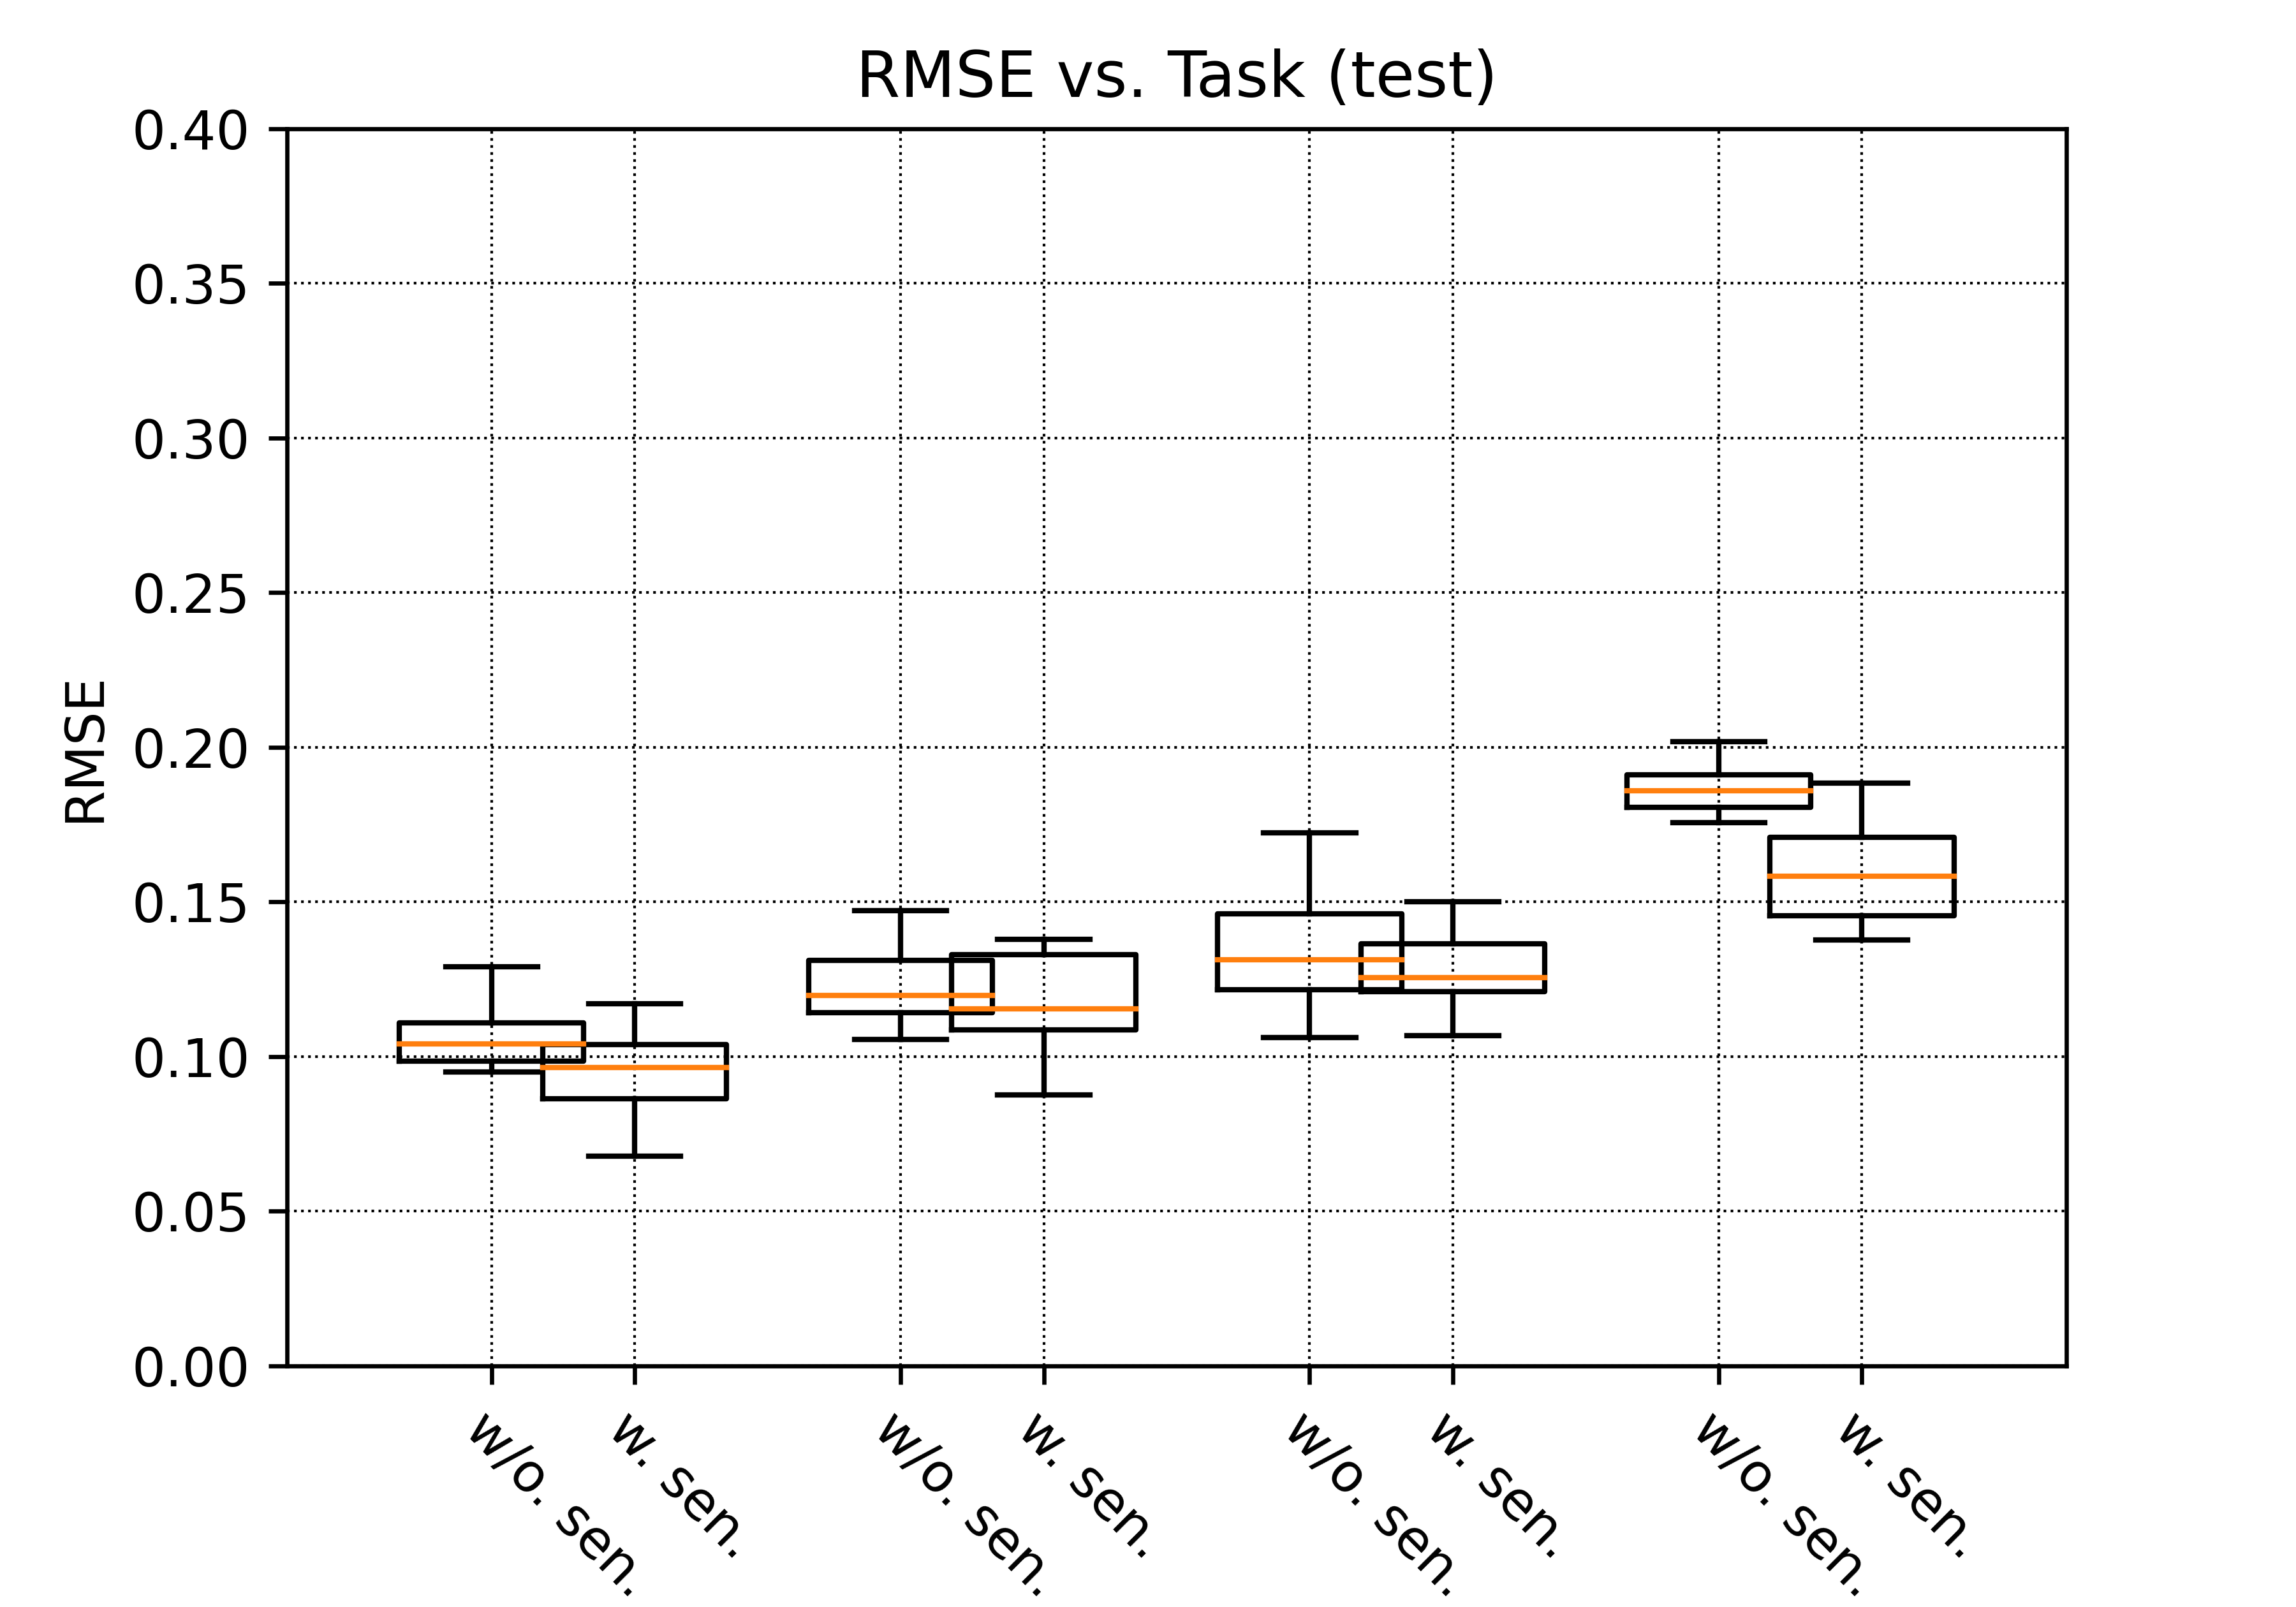 RMSE vs. Task (test)
0.40
0.35
0.30
0.25
0.20
0.15
0.10
0.05
0.00
RMSE
w/o. sen.
w. sen.
w/o. sen.
w. sen.
w/o. sen.
w. sen.
w/o. sen.
w. sen.